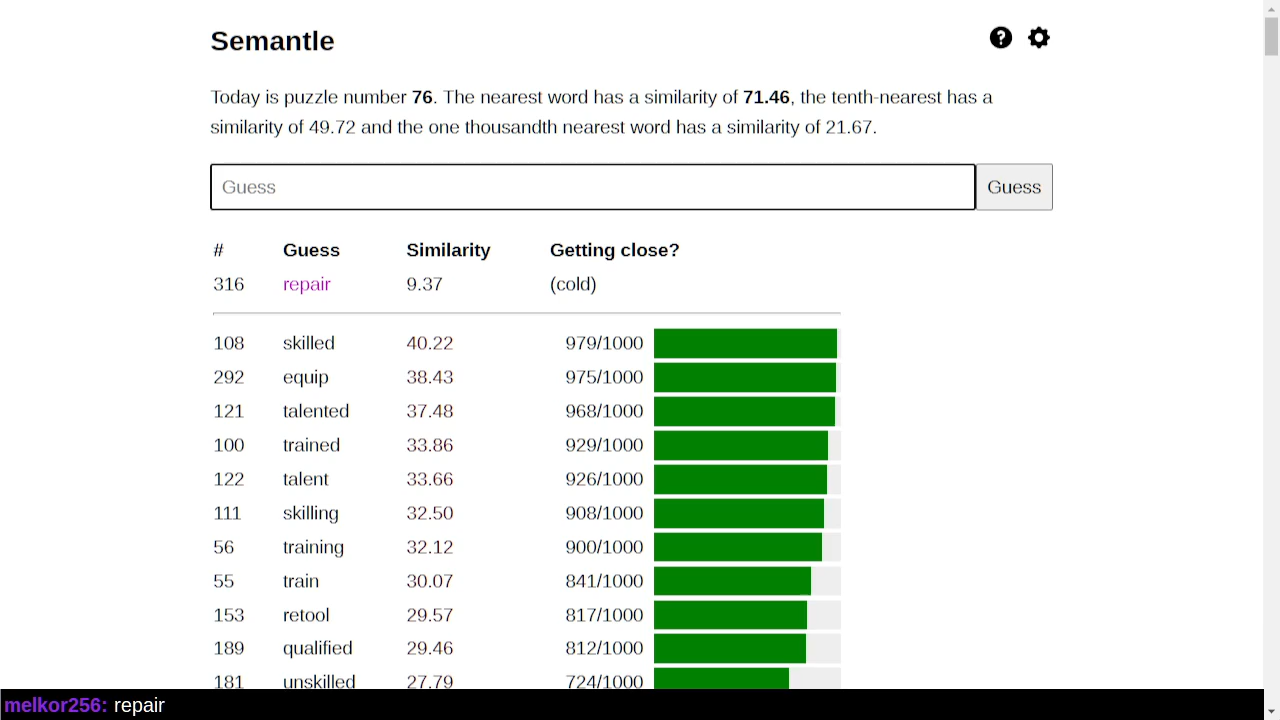 Semantle
Today is puzzle number 76. The nearest word has a similarity of 71.46, the tenth-nearest has a
similarity of 49.72 and the one thousandth nearest word has a similarity of 21.67.
Guess Guess
# Guess Similarity Getting close?
316 repair 9.37 (cold)
108 skilled 40.22 979/1000
292 equip 38.43 975/1000
121 talented 37.48 968/1000
100 trained 33.86 929/1000
122 talent 33.66 926/1000
111 skilling 32.50 908/1000
56 training 32.12 900/1000
55 train 30.07 841/1000
153 retool 29.57 817/1000
189 qualified 29.46 812/1000
181 unskilled 27.79 724/1000
melkor256: repair